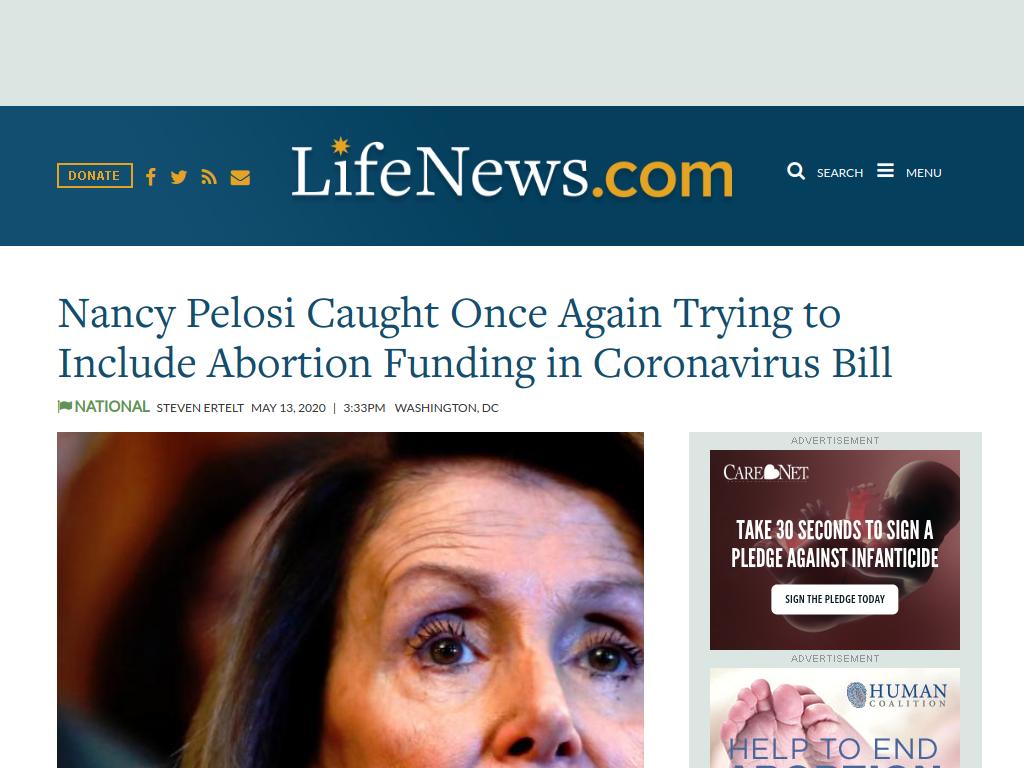 DONATE
LifeNews.com
SEARCH
MENU
Nancy Pelosi Caught Once Again Trying to
Include Abortion Funding in Coronavirus Bill
NATIONAL STEVEN ERTELT MAY 13, 2020 | 3:33PM WASHINGTON, DC
ADVERTISEMENT
CARE NET
TAKE 30 SECONDS TO SIGN A
PLEDGE AGAINST INFANTICIDE
SIGN THE PLEDGE TODAY
ADVERTISEMENT
HUMAN
COALITION
HELP TO END
ABORTION